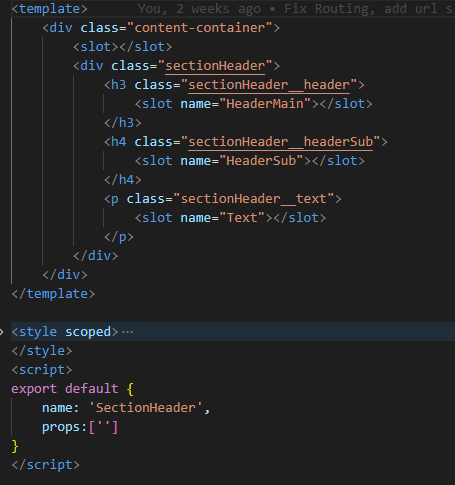 <template>        You, 2 weeks ago • Fix Routing, add url s
    <div class="content-container">
        <slot></slot>
        <div class="sectionHeader">
            <h3 class="sectionHeader__header">
                <slot name="HeaderMain"></slot>
            </h3>
            <h4 class="sectionHeader__headerSub">
                <slot name="HeaderSub"></slot>
            </h4>
            <p class="sectionHeader__text">
                <slot name="Text"></slot>
            </p>
        </div>
    </div>
</template>
<style scoped>…
</style>
<script>
export default {
    name: 'SectionHeader',
    props:['']
}
</script>